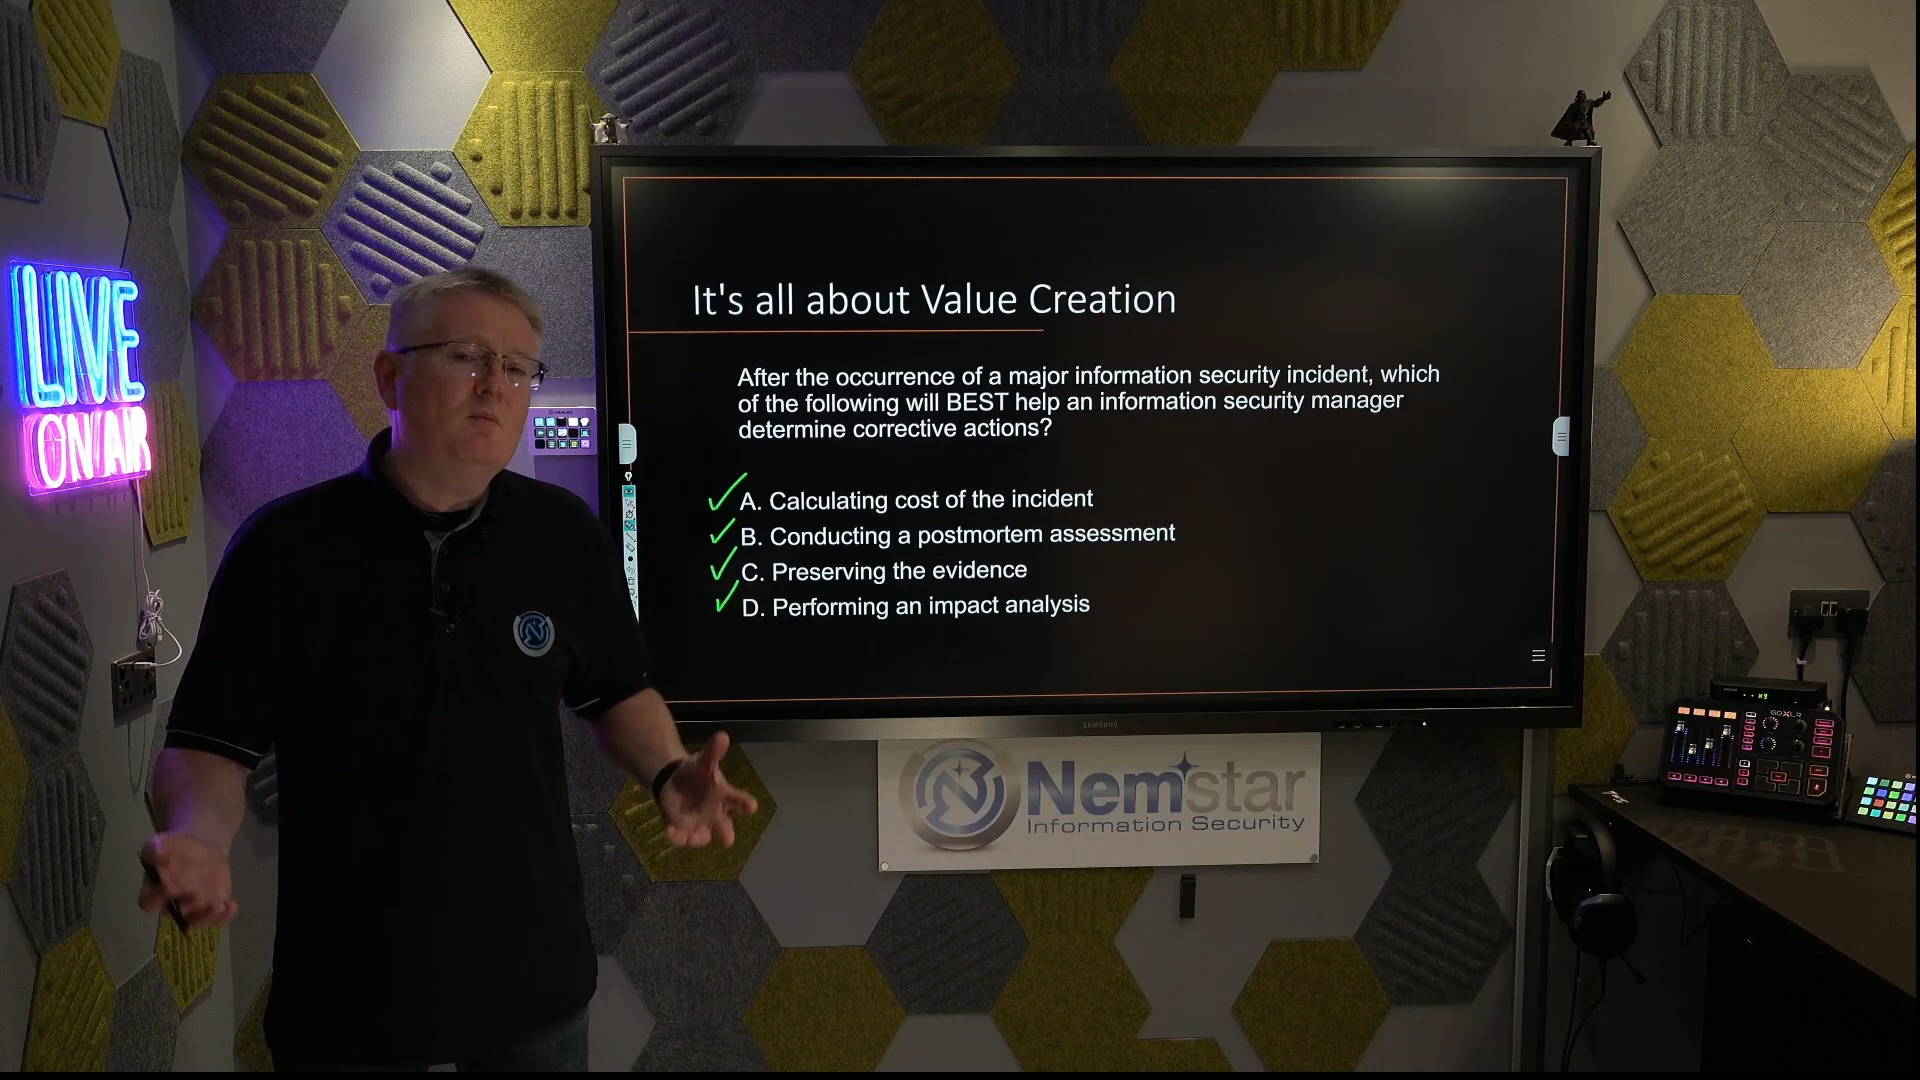 LIVE
ON AIR
It's all about Value Creation
After the occurrence of a major information security incident, which
of the following will BEST help an information security manager
determine corrective actions?
A. Calculating cost of the incident
B. Conducting a postmortem assessment
C. Preserving the evidence
D. Performing an impact analysis
SAMSUNG
Nemstar
Information Security
GOXLR